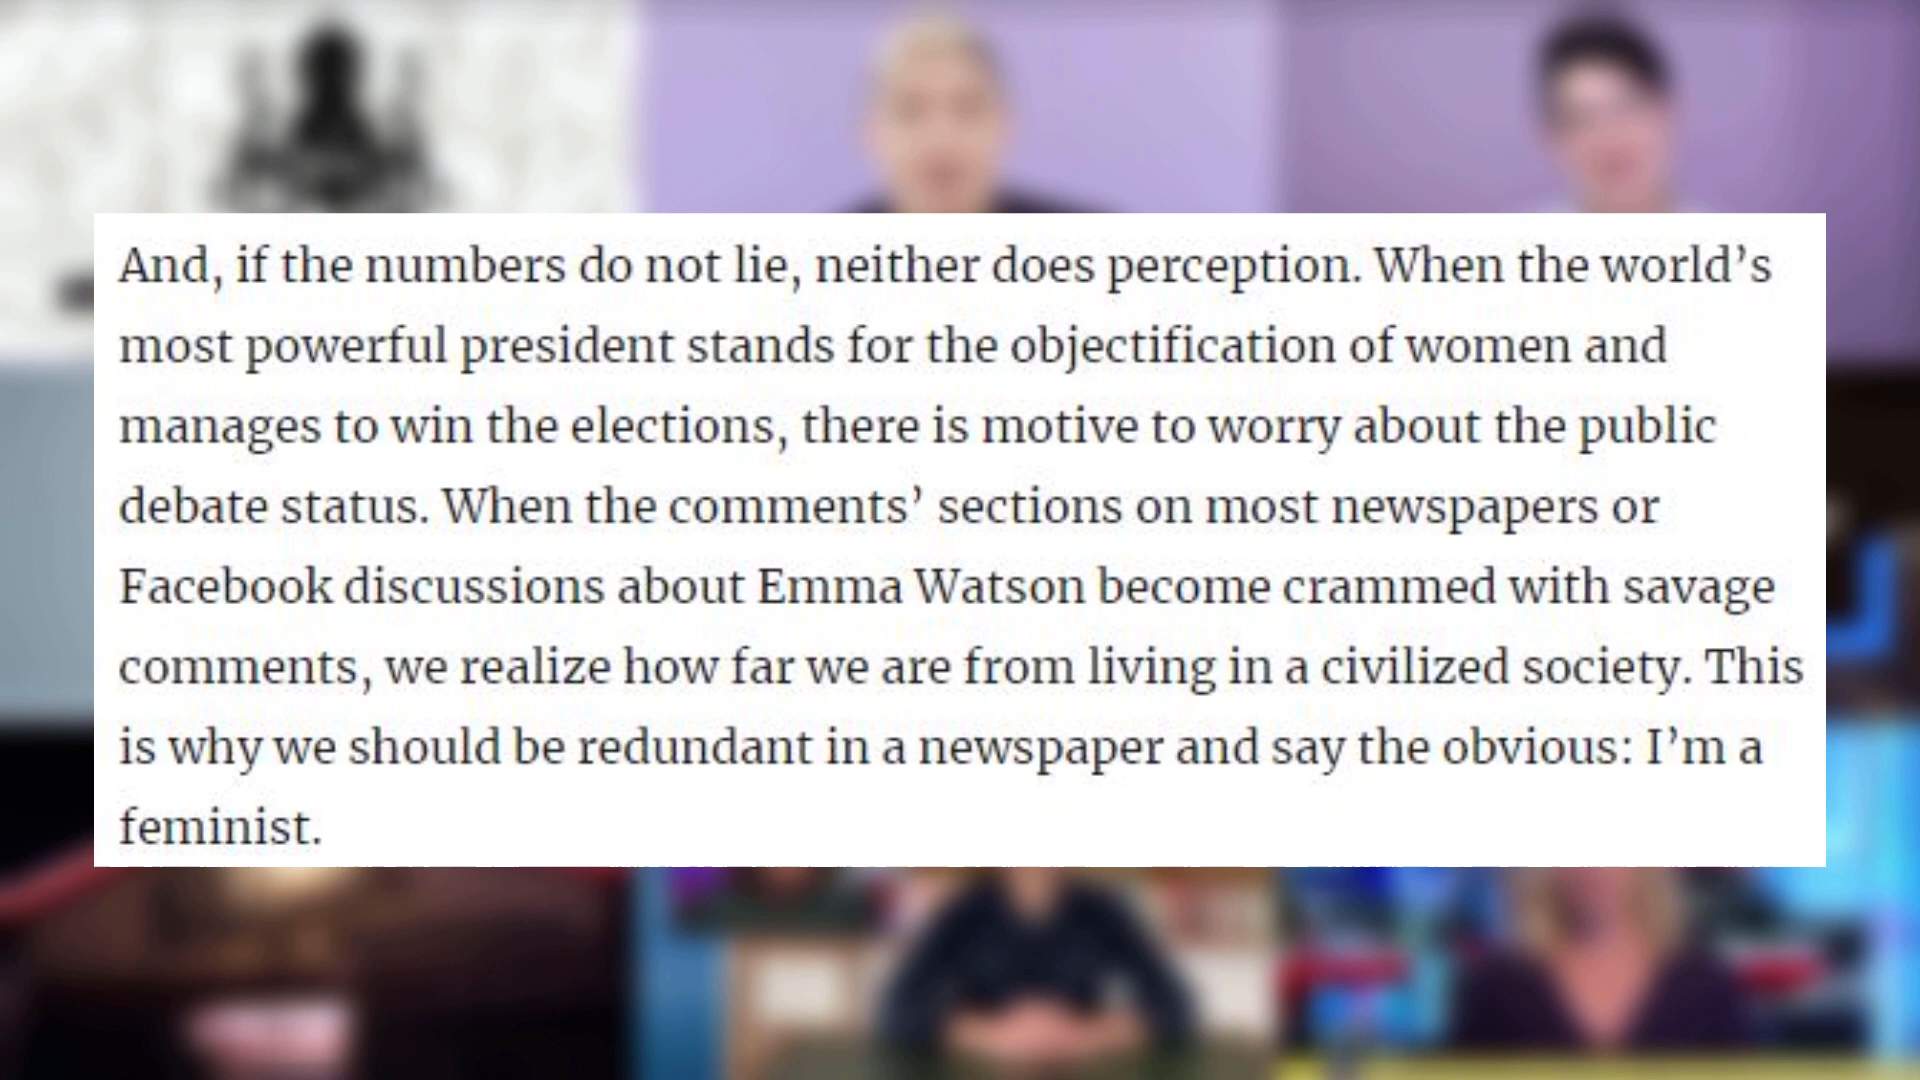 And, if the numbers do not lie, neither does perception. When the world’s
most powerful president stands for the objectification of women and
manages to win the elections, there is motive to worry about the public
debate status. When the comments’ sections on most newspapers or
Facebook discussions about Emma Watson become crammed with savage
comments, we realize how far we are from living in a civilized society. This
is why we should be redundant in a newspaper and say the obvious: I’m a
feminist.